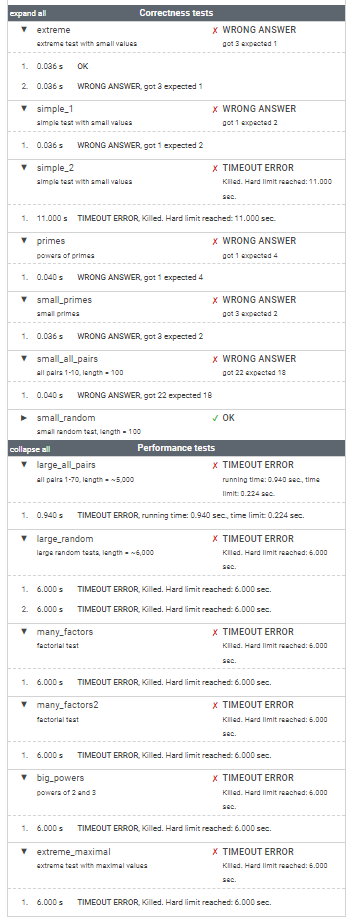 expand all Correctness tests
▼ extreme ✗ WRONG ANSWER
extreme test with small values got 3 expected 1
1. 0.036 s OK
2. 0.036 s WRONG ANSWER, got 3 expected 1
▼ simple_1 ✗ WRONG ANSWER
simple test with small values got 1 expected 2
1. 0.036 s WRONG ANSWER, got 1 expected 2
▼ simple_2 ✗ TIMEOUT ERROR
simple test with small values Killed. Hard limit reached: 11.000
sec.
1. 11.000 s TIMEOUT ERROR, Killed. Hard limit reached: 11.000 sec.
▼ primes ✗ WRONG ANSWER
powers of primes got 1 expected 4
1. 0.040 s WRONG ANSWER, got 1 expected 4
▼ small_primes ✗ WRONG ANSWER
small primes got 3 expected 2
1. 0.036 s WRONG ANSWER, got 3 expected 2
▼ small_all_pairs ✗ WRONG ANSWER
all pairs 1-10, length = 100 got 22 expected 18
1. 0.040 s WRONG ANSWER, got 22 expected 18
▶ small_random ✓ OK
small random test, length = 100
collapse all Performance tests
▼ large_all_pairs ✗ TIMEOUT ERROR
all pairs 1-70, length = ~5,000 running time: 0.940 sec., time
limit: 0.224 sec.
1. 0.940 s TIMEOUT ERROR, running time: 0.940 sec., time limit: 0.224 sec.
▼ large_random ✗ TIMEOUT ERROR
large random tests, length = ~6,000 Killed. Hard limit reached: 6.000
sec.
1. 6.000 s TIMEOUT ERROR, Killed. Hard limit reached: 6.000 sec.
2. 6.000 s TIMEOUT ERROR, Killed. Hard limit reached: 6.000 sec.
▼ many_factors ✗ TIMEOUT ERROR
factorial test Killed. Hard limit reached: 6.000
sec.
1. 6.000 s TIMEOUT ERROR, Killed. Hard limit reached: 6.000 sec.
▼ many_factors2 ✗ TIMEOUT ERROR
factorial test Killed. Hard limit reached: 6.000
sec.
1. 6.000 s TIMEOUT ERROR, Killed. Hard limit reached: 6.000 sec.
▼ big_powers ✗ TIMEOUT ERROR
powers of 2 and 3 Killed. Hard limit reached: 6.000
sec.
1. 6.000 s TIMEOUT ERROR, Killed. Hard limit reached: 6.000 sec.
▼ extreme_maximal ✗ TIMEOUT ERROR
extreme test with maximal values Killed. Hard limit reached: 6.000
sec.
1. 6.000 s TIMEOUT ERROR, Killed. Hard limit reached: 6.000 sec.